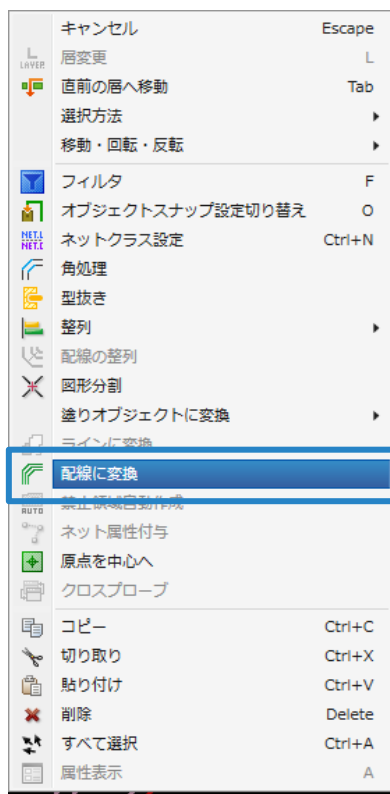 キャンセル Escape
L
LAYER 層変更 L
直前の層へ移動 Tab
選択方法
移動・回転・反転
フィルタ F
オブジェクトスナップ設定切り替え O
NET.L
NET.C ネットクラス設定 Ctrl+N
角処理
型抜き
整列
配線の整列
図形分割
塗りオブジェクトに変換
ラインに変換
配線に変換
AUTO 禁止領域自動作成
ネット属性付与
原点を中心へ
クロスプローブ
コピー Ctrl+C
切り取り Ctrl+X
貼り付け Ctrl+V
削除 Delete
すべて選択 Ctrl+A
属性表示 A